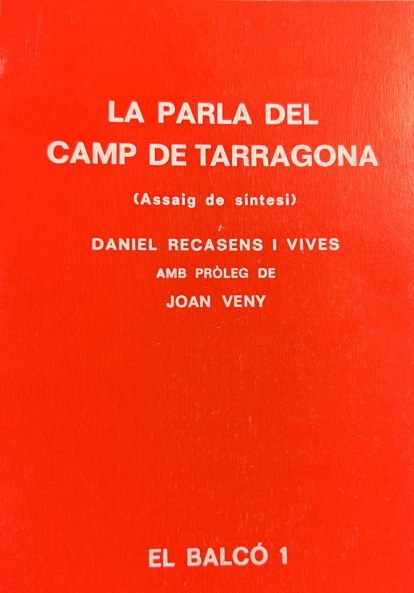 LA PARLA DEL
CAMP DE TARRAGONA
(Assaig de síntesi)
DANIEL RECASENS I VIVES
AMB PRÒLEG DE
JOAN VENY
EL BALCÓ 1